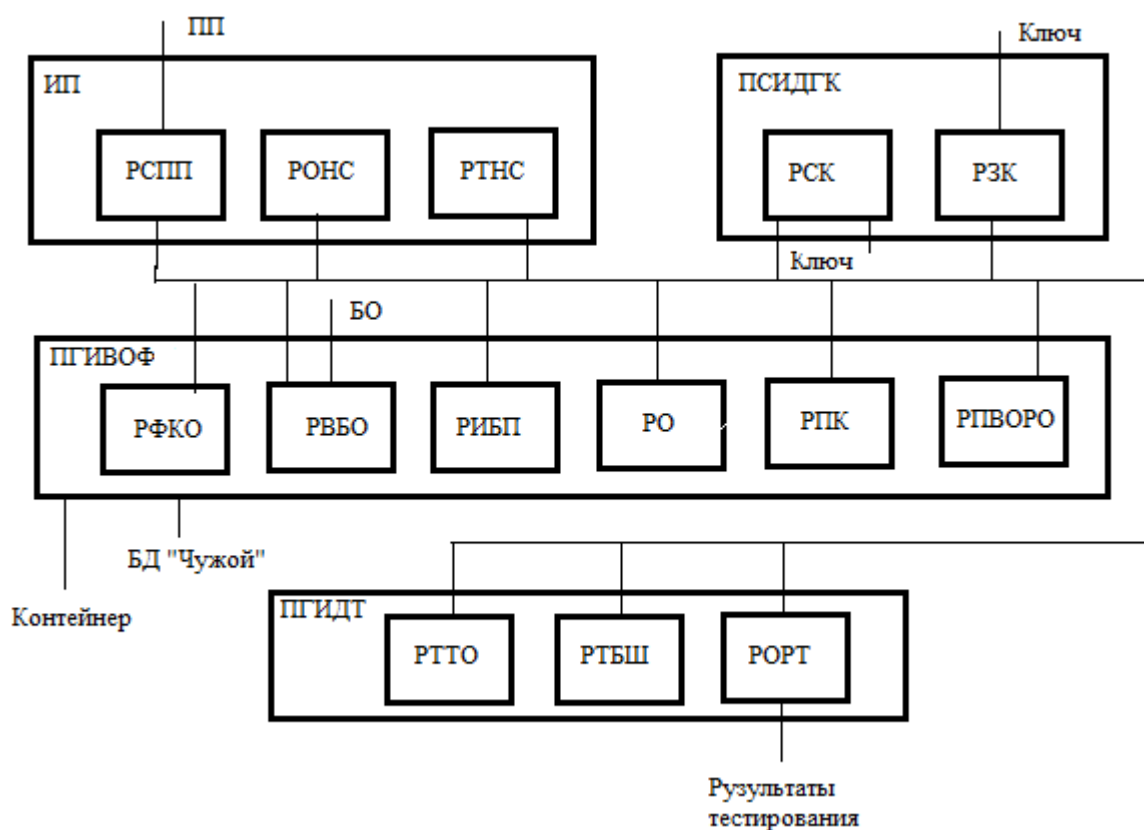 ПП
Ключ
ИП
ПСИДГК
РСПП
РОНС
РТНС
РСК
РЗК
Ключ
БО
ПГИВОФ
РФКО
РВБО
РИБП
РО
РПК
РПВОРО
БД "Чужой"
Контейнер
ПГИДТ
РТТО
РТБШ
РОРТ
Рузультаты
тестирования